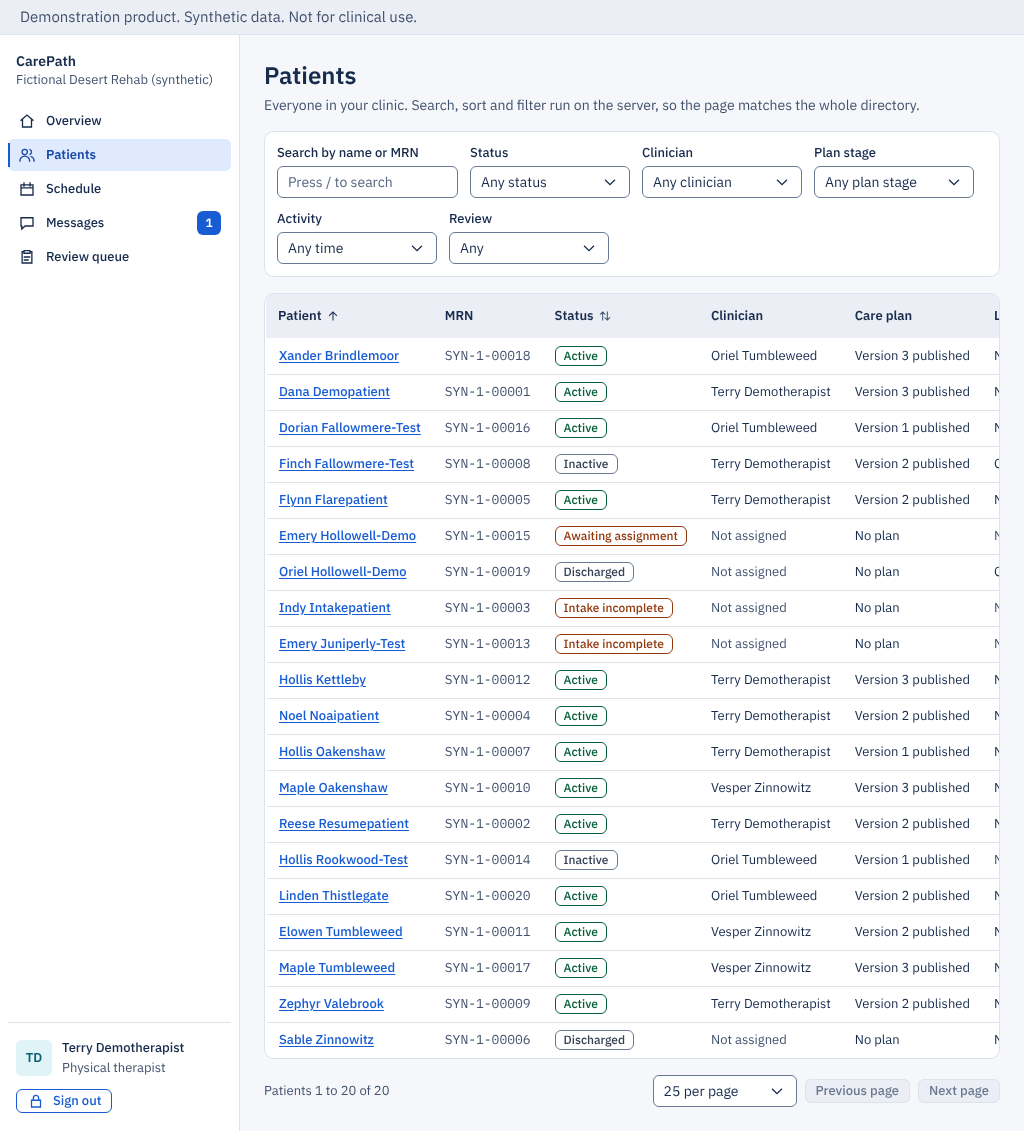 Demonstration product. Synthetic data. Not for clinical use.
CarePath
Fictional Desert Rehab (synthetic)
Overview
Patients
Schedule
Messages 1
Review queue
Terry Demotherapist
TD
Physical therapist
Sign out
Patients
Everyone in your clinic. Search, sort and filter run on the server, so the page matches the whole directory.
Search by name or MRN Status Clinician Plan stage
Press / to search Any status Any clinician Any plan stage
Activity Review
Any time Any
Patient MRN Status Clinician Care plan
Xander Brindlemoor SYN-1-00018 Active Oriel Tumbleweed Version 3 published
Dana Demopatient SYN-1-00001 Active Terry Demotherapist Version 3 published
Dorian Fallowmere-Test SYN-1-00016 Active Oriel Tumbleweed Version 1 published
Finch Fallowmere-Test SYN-1-00008 Inactive Terry Demotherapist Version 2 published
Flynn Flarepatient SYN-1-00005 Active Terry Demotherapist Version 2 published
Emery Hollowell-Demo SYN-1-00015 Awaiting assignment Not assigned No plan
Oriel Hollowell-Demo SYN-1-00019 Discharged Not assigned No plan
Indy Intakepatient SYN-1-00003 Intake incomplete Not assigned No plan
Emery Juniperly-Test SYN-1-00013 Intake incomplete Not assigned No plan
Hollis Kettleby SYN-1-00012 Active Terry Demotherapist Version 3 published
Noel Noaipatient SYN-1-00004 Active Terry Demotherapist Version 2 published
Hollis Oakenshaw SYN-1-00007 Active Terry Demotherapist Version 1 published
Maple Oakenshaw SYN-1-00010 Active Vesper Zinnowitz Version 3 published
Reese Resumepatient SYN-1-00002 Active Terry Demotherapist Version 2 published
Hollis Rookwood-Test SYN-1-00014 Inactive Oriel Tumbleweed Version 1 published
Linden Thistlegate SYN-1-00020 Active Oriel Tumbleweed Version 2 published
Elowen Tumbleweed SYN-1-00011 Active Vesper Zinnowitz Version 2 published
Maple Tumbleweed SYN-1-00017 Active Vesper Zinnowitz Version 3 published
Zephyr Valebrook SYN-1-00009 Active Terry Demotherapist Version 2 published
Sable Zinnowitz SYN-1-00006 Discharged Not assigned No plan
Patients 1 to 20 of 20 25 per page Previous page Next page